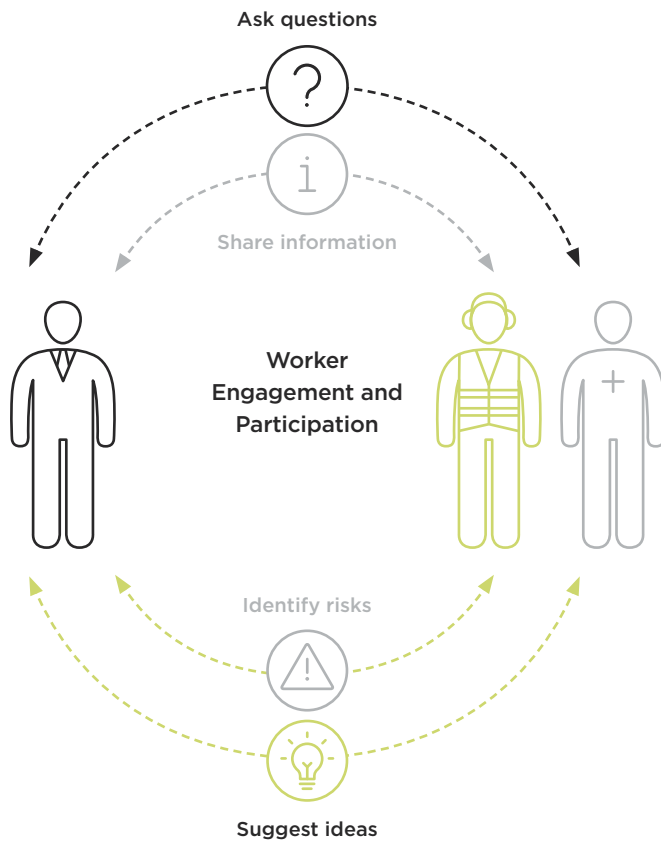 Ask questions
?
i
Share information
Worker
Engagement and
Participation
Identify risks
!
Suggest ideas